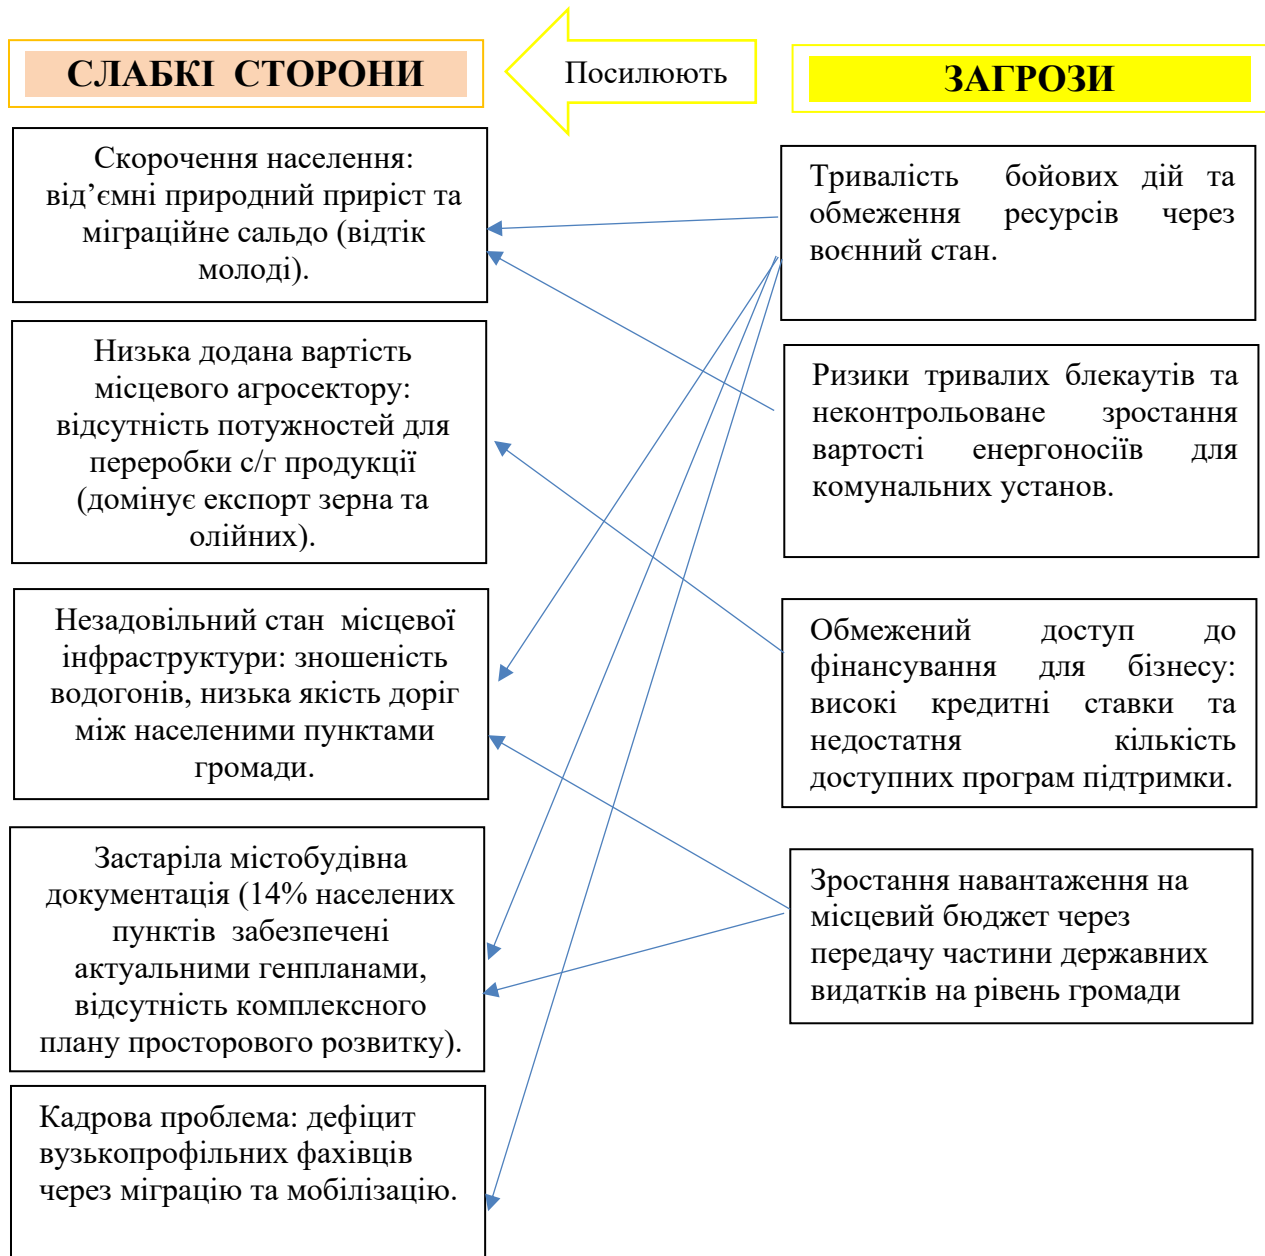 СЛАБКІ СТОРОНИ
Посилюють
ЗАГРОЗИ
Скорочення населення:
від’ємні природний приріст та
міграційне сальдо (відтік
молоді).
Низька додана вартість
місцевого агросектору:
відсутність потужностей для
переробки с/г продукції
(домінує експорт зерна та
олійних).
Незадовільний стан місцевої
інфраструктури: зношеність
водогонів, низька якість доріг
між населеними пунктами
громади.
Застаріла містобудівна
документація (14% населених
пунктів забезпечені
актуальними генпланами,
відсутність комплексного
плану просторового розвитку).
Кадрова проблема: дефіцит
вузькопрофільних фахівців
через міграцію та мобілізацію.
Тривалість бойових дій та
обмеження ресурсів через
воєнний стан.
Ризики тривалих блекаутів та
неконтрольоване зростання
вартості енергоносіїв для
комунальних установ.
Обмежений доступ до
фінансування для бізнесу:
високі кредитні ставки та
недостатня кількість
доступних програм підтримки.
Зростання навантаження на
місцевий бюджет через
передачу частини державних
видатків на рівень громади